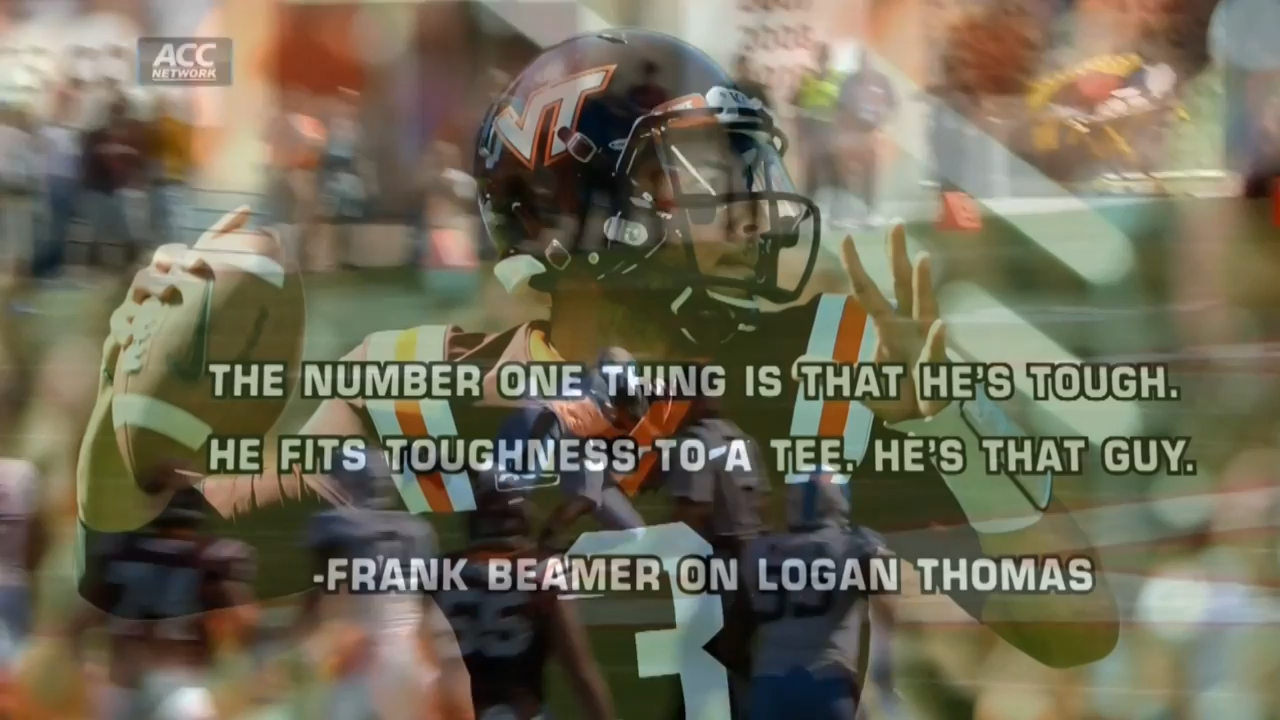 ACC
NETWORK
VT
THE NUMBER ONE THING IS THAT HE'S TOUGH.
HE FITS TOUGHNESS TO A TEE. HE'S THAT GUY.
-FRANK BEAMER ON LOGAN THOMAS
3